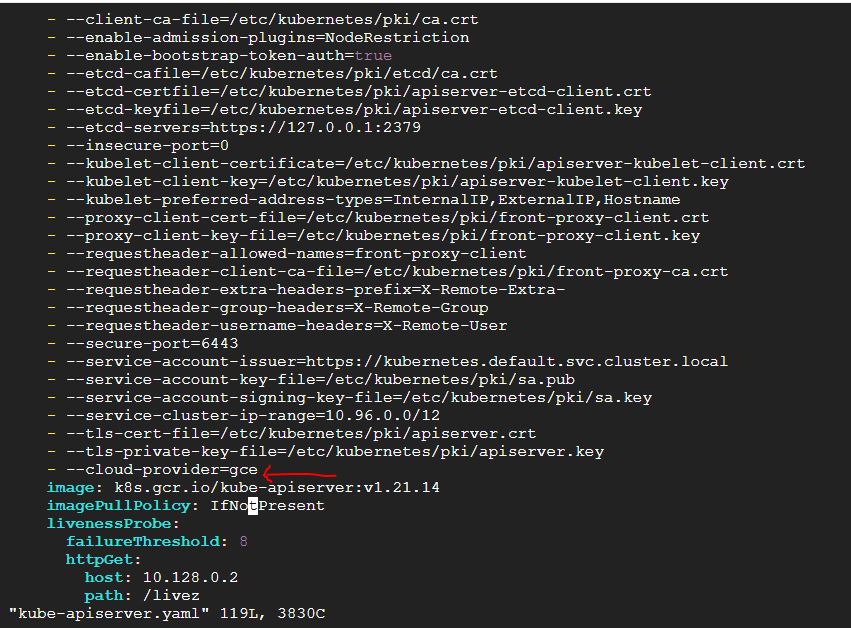 - --client-ca-file=/etc/kubernetes/pki/ca.crt
- --enable-admission-plugins=NodeRestriction
- --enable-bootstrap-token-auth=true
- --etcd-cafile=/etc/kubernetes/pki/etcd/ca.crt
- --etcd-certfile=/etc/kubernetes/pki/apiserver-etcd-client.crt
- --etcd-keyfile=/etc/kubernetes/pki/apiserver-etcd-client.key
- --etcd-servers=https://127.0.0.1:2379
- --insecure-port=0
- --kubelet-client-certificate=/etc/kubernetes/pki/apiserver-kubelet-client.crt
- --kubelet-client-key=/etc/kubernetes/pki/apiserver-kubelet-client.key
- --kubelet-preferred-address-types=InternalIP,ExternalIP,Hostname
- --proxy-client-cert-file=/etc/kubernetes/pki/front-proxy-client.crt
- --proxy-client-key-file=/etc/kubernetes/pki/front-proxy-client.key
- --requestheader-allowed-names=front-proxy-client
- --requestheader-client-ca-file=/etc/kubernetes/pki/front-proxy-ca.crt
- --requestheader-extra-headers-prefix=X-Remote-Extra-
- --requestheader-group-headers=X-Remote-Group
- --requestheader-username-headers=X-Remote-User
- --secure-port=6443
- --service-account-issuer=https://kubernetes.default.svc.cluster.local
- --service-account-key-file=/etc/kubernetes/pki/sa.pub
- --service-account-signing-key-file=/etc/kubernetes/pki/sa.key
- --service-cluster-ip-range=10.96.0.0/12
- --tls-cert-file=/etc/kubernetes/pki/apiserver.crt
- --tls-private-key-file=/etc/kubernetes/pki/apiserver.key
- --cloud-provider=gce
image: k8s.gcr.io/kube-apiserver:v1.21.14
imagePullPolicy: IfNotPresent
livenessProbe:
failureThreshold: 8
httpGet:
host: 10.128.0.2
path: /livez
"kube-apiserver.yaml" 119L, 3830C